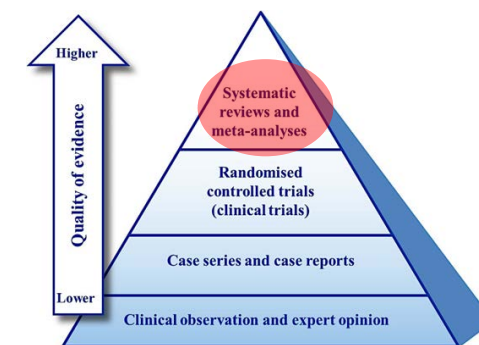 Higher
Quality of evidence
Lower
Systematic
reviews and
meta-analyses
Randomised
controlled trials
(clinical trials)
Case series and case reports
Clinical observation and expert opinion